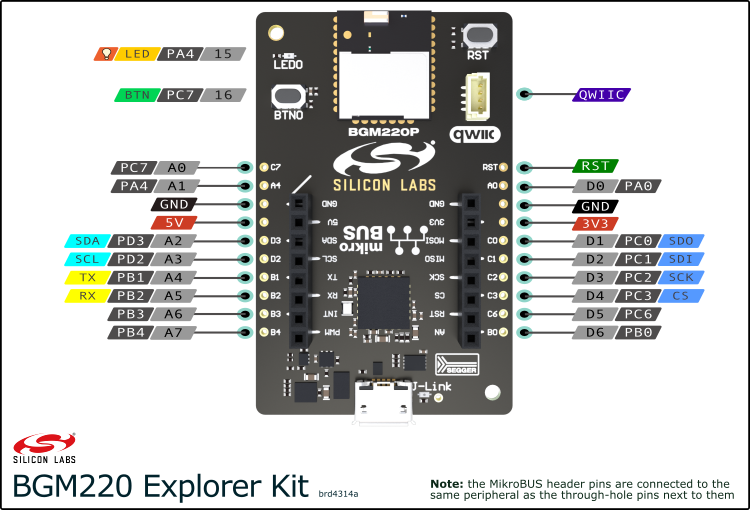 LED PA4 15
LED0
RST
BTN PC7 16
QWIIC
BTN0
BGM220P
qwiic
PC7 A0
C7
SILICON LABS
RST
RST
PA4 A1
A4
A0
D0 PA0
GND
GND
GND
GND
5V
5V
3V3
3V3
SDA PD3 A2
D3
SDA
mikro
BUS
MOSI
C0
D1 PC0 SDO
SCL PD2 A3
D2
SCL
MISO
C1
D2 PC1 SDI
TX PB1 A4
B1
TX
SCK
C2
D3 PC2 SCK
RX PB2 A5
B2
RX
CS
C3
D4 PC3 CS
PB3 A6
B3
INT
RST
C6
D5 PC6
PB4 A7
B4
PWM
AN
B0
D6 PB0
SEGGER
J-Link
SILICON LABS
BGM220 Explorer Kit brd4314a
Note: the MikroBUS header pins are connected to the
same peripheral as the through-hole pins next to them